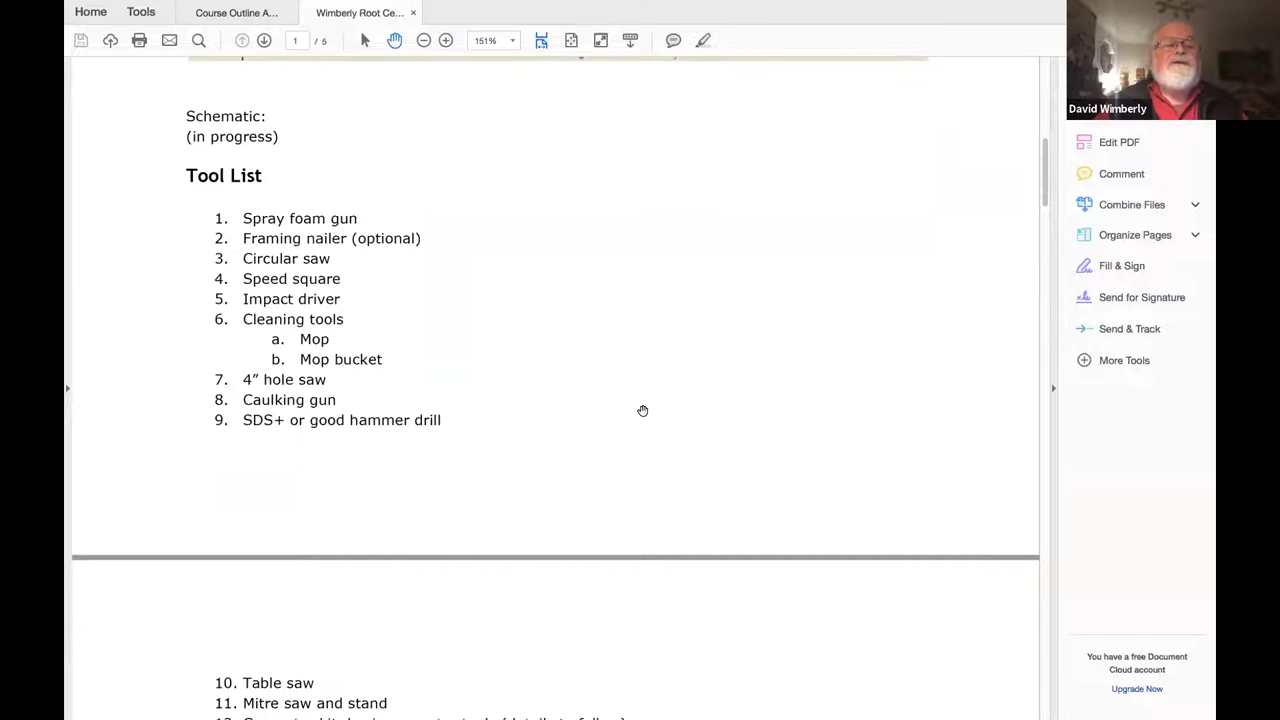 Home
Tools
Course Outline A...
Wimberly Root Ce... ×
1 / 5
151%
David Wimberly
Schematic:
(in progress)
Tool List
1. Spray foam gun
2. Framing nailer (optional)
3. Circular saw
4. Speed square
5. Impact driver
6. Cleaning tools
a. Mop
b. Mop bucket
7. 4” hole saw
8. Caulking gun
9. SDS+ or good hammer drill
10. Table saw
11. Mitre saw and stand
Edit PDF
Comment
Combine Files
Organize Pages
Fill & Sign
Send for Signature
Send & Track
More Tools
You have a free Document
Cloud account
Upgrade Now